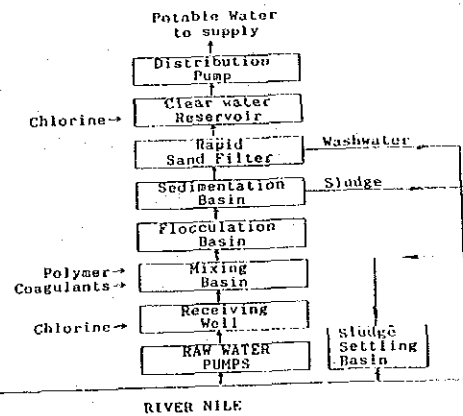 Potable Water
to supply
Distribution
Pump
Clear water
Reservoir
Chlorine→
Rapid
Sand Filter
Washwater
Sedimentation
Basin
Sludge
Flocculation
Basin
Polymer→
Coagulants→
Mixing
Basin
Receiving
Well
Chlorine→
RAW WATER
PUMPS
Sludge
Settling
Basin
RIVER NILE